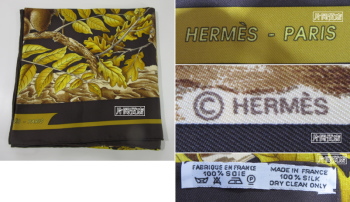 HERMÈS - PARIS
© HERMÈS
FABRIQUÉ EN FRANCE
100% SOIE
MADE IN FRANCE
100% SILK
DRY CLEAN ONLY